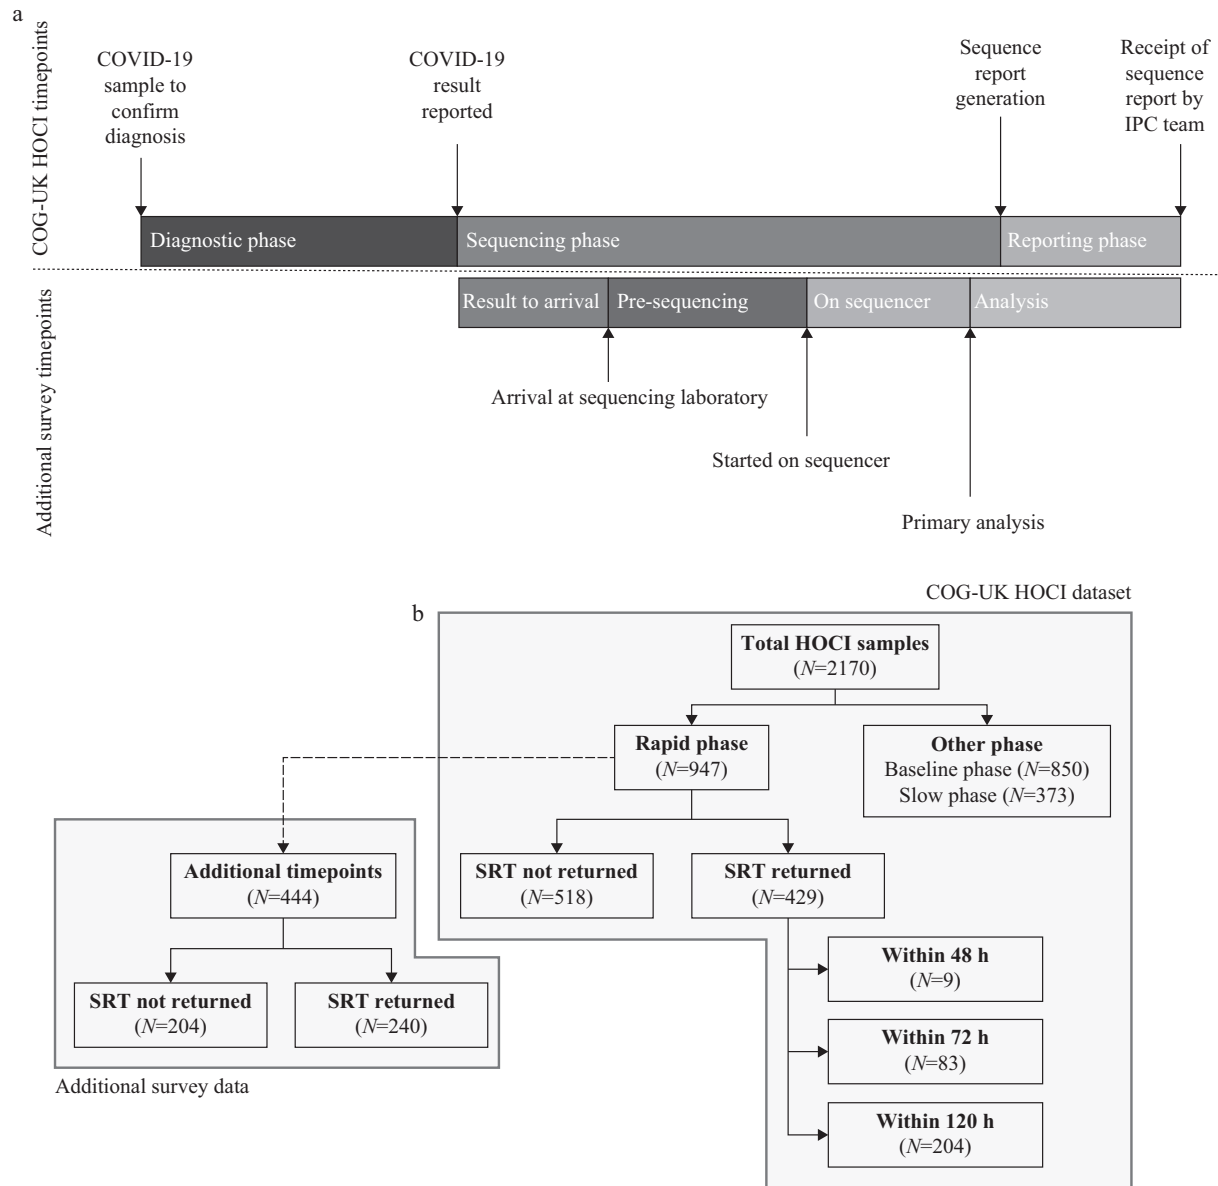 a
COG-UK HOCI timepoints
COVID-19
sample to
confirm
diagnosis
COVID-19
result
reported
Sequence
report
generation
Receipt of
sequence
report by
IPC team
Diagnostic phase
Sequencing phase
Reporting phase
Additional survey timepoints
Result to arrival
Pre-sequencing
On sequencer
Analysis
Arrival at sequencing laboratory
Started on sequencer
Primary analysis
b
COG-UK HOCI dataset
Total HOCI samples
(N=2170)
Rapid phase
(N=947)
Other phase
Baseline phase (N=850)
Slow phase (N=373)
SRT not returned
(N=518)
SRT returned
(N=429)
Within 48 h
(N=9)
Within 72 h
(N=83)
Within 120 h
(N=204)
Additional timepoints
(N=444)
SRT not returned
(N=204)
SRT returned
(N=240)
Additional survey data